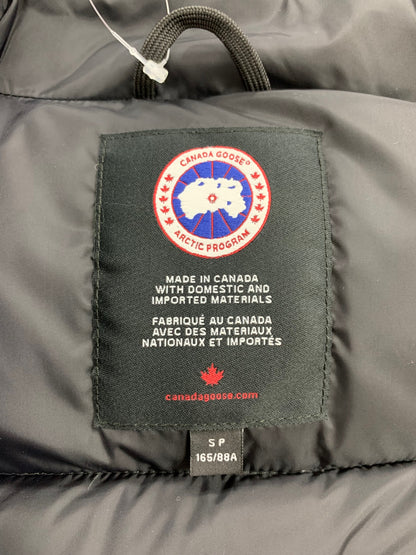 CANADA GOOSE®
ARCTIC PROGRAM
MADE IN CANADA
WITH DOMESTIC AND
IMPORTED MATERIALS
FABRIQUÉ AU CANADA
AVEC DES MATERIAUX
NATIONAUX ET IMPORTÉS
canadagoose.com
S P
165/88A